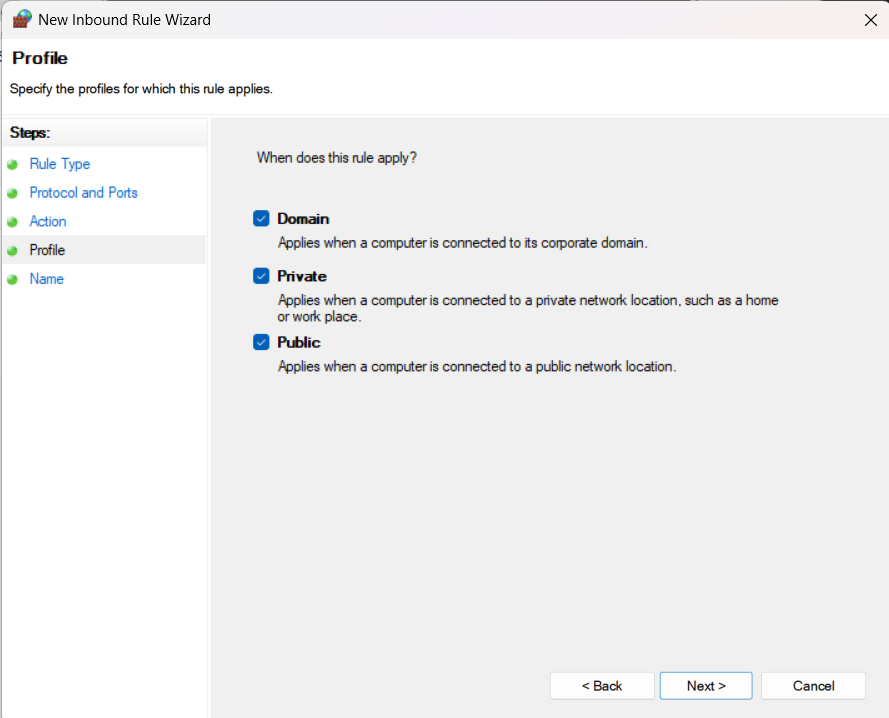 New Inbound Rule Wizard
Profile
Specify the profiles for which this rule applies.
Steps:
Rule Type
Protocol and Ports
Action
Profile
Name
When does this rule apply?
Domain
Applies when a computer is connected to its corporate domain.
Private
Applies when a computer is connected to a private network location, such as a home
or work place.
Public
Applies when a computer is connected to a public network location.
< Back
Next >
Cancel